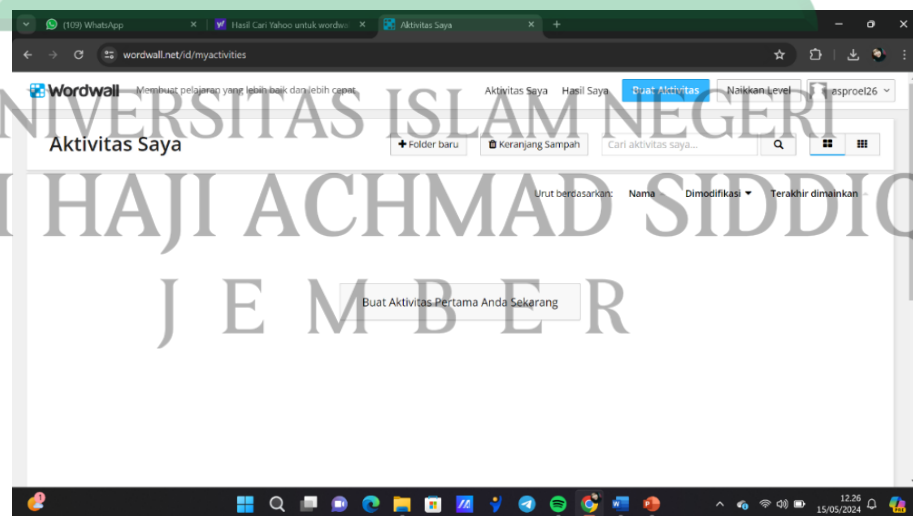 (109) WhatsApp
Hasil Cari Yahoo untuk wordwa
Aktivitas Saya
wordwall.net/id/myactivities
Wordwall Membuat pelajaran yang lebih baik dan lebih cepat
Aktivitas Saya Hasil Saya Buat Aktivitas Naikkan Level asproel26
NIVERSITAS ISLAM NEGERI
Aktivitas Saya
+ Folder baru Keranjang Sampah Cari aktivitas saya...
Urut berdasarkan: Nama Dimodifikasi Terakhir dimainkan
I HAJI ACHMAD SIDDIQ
Buat Aktivitas Pertama Anda Sekarang
JEMBER
12.26
15/05/2024